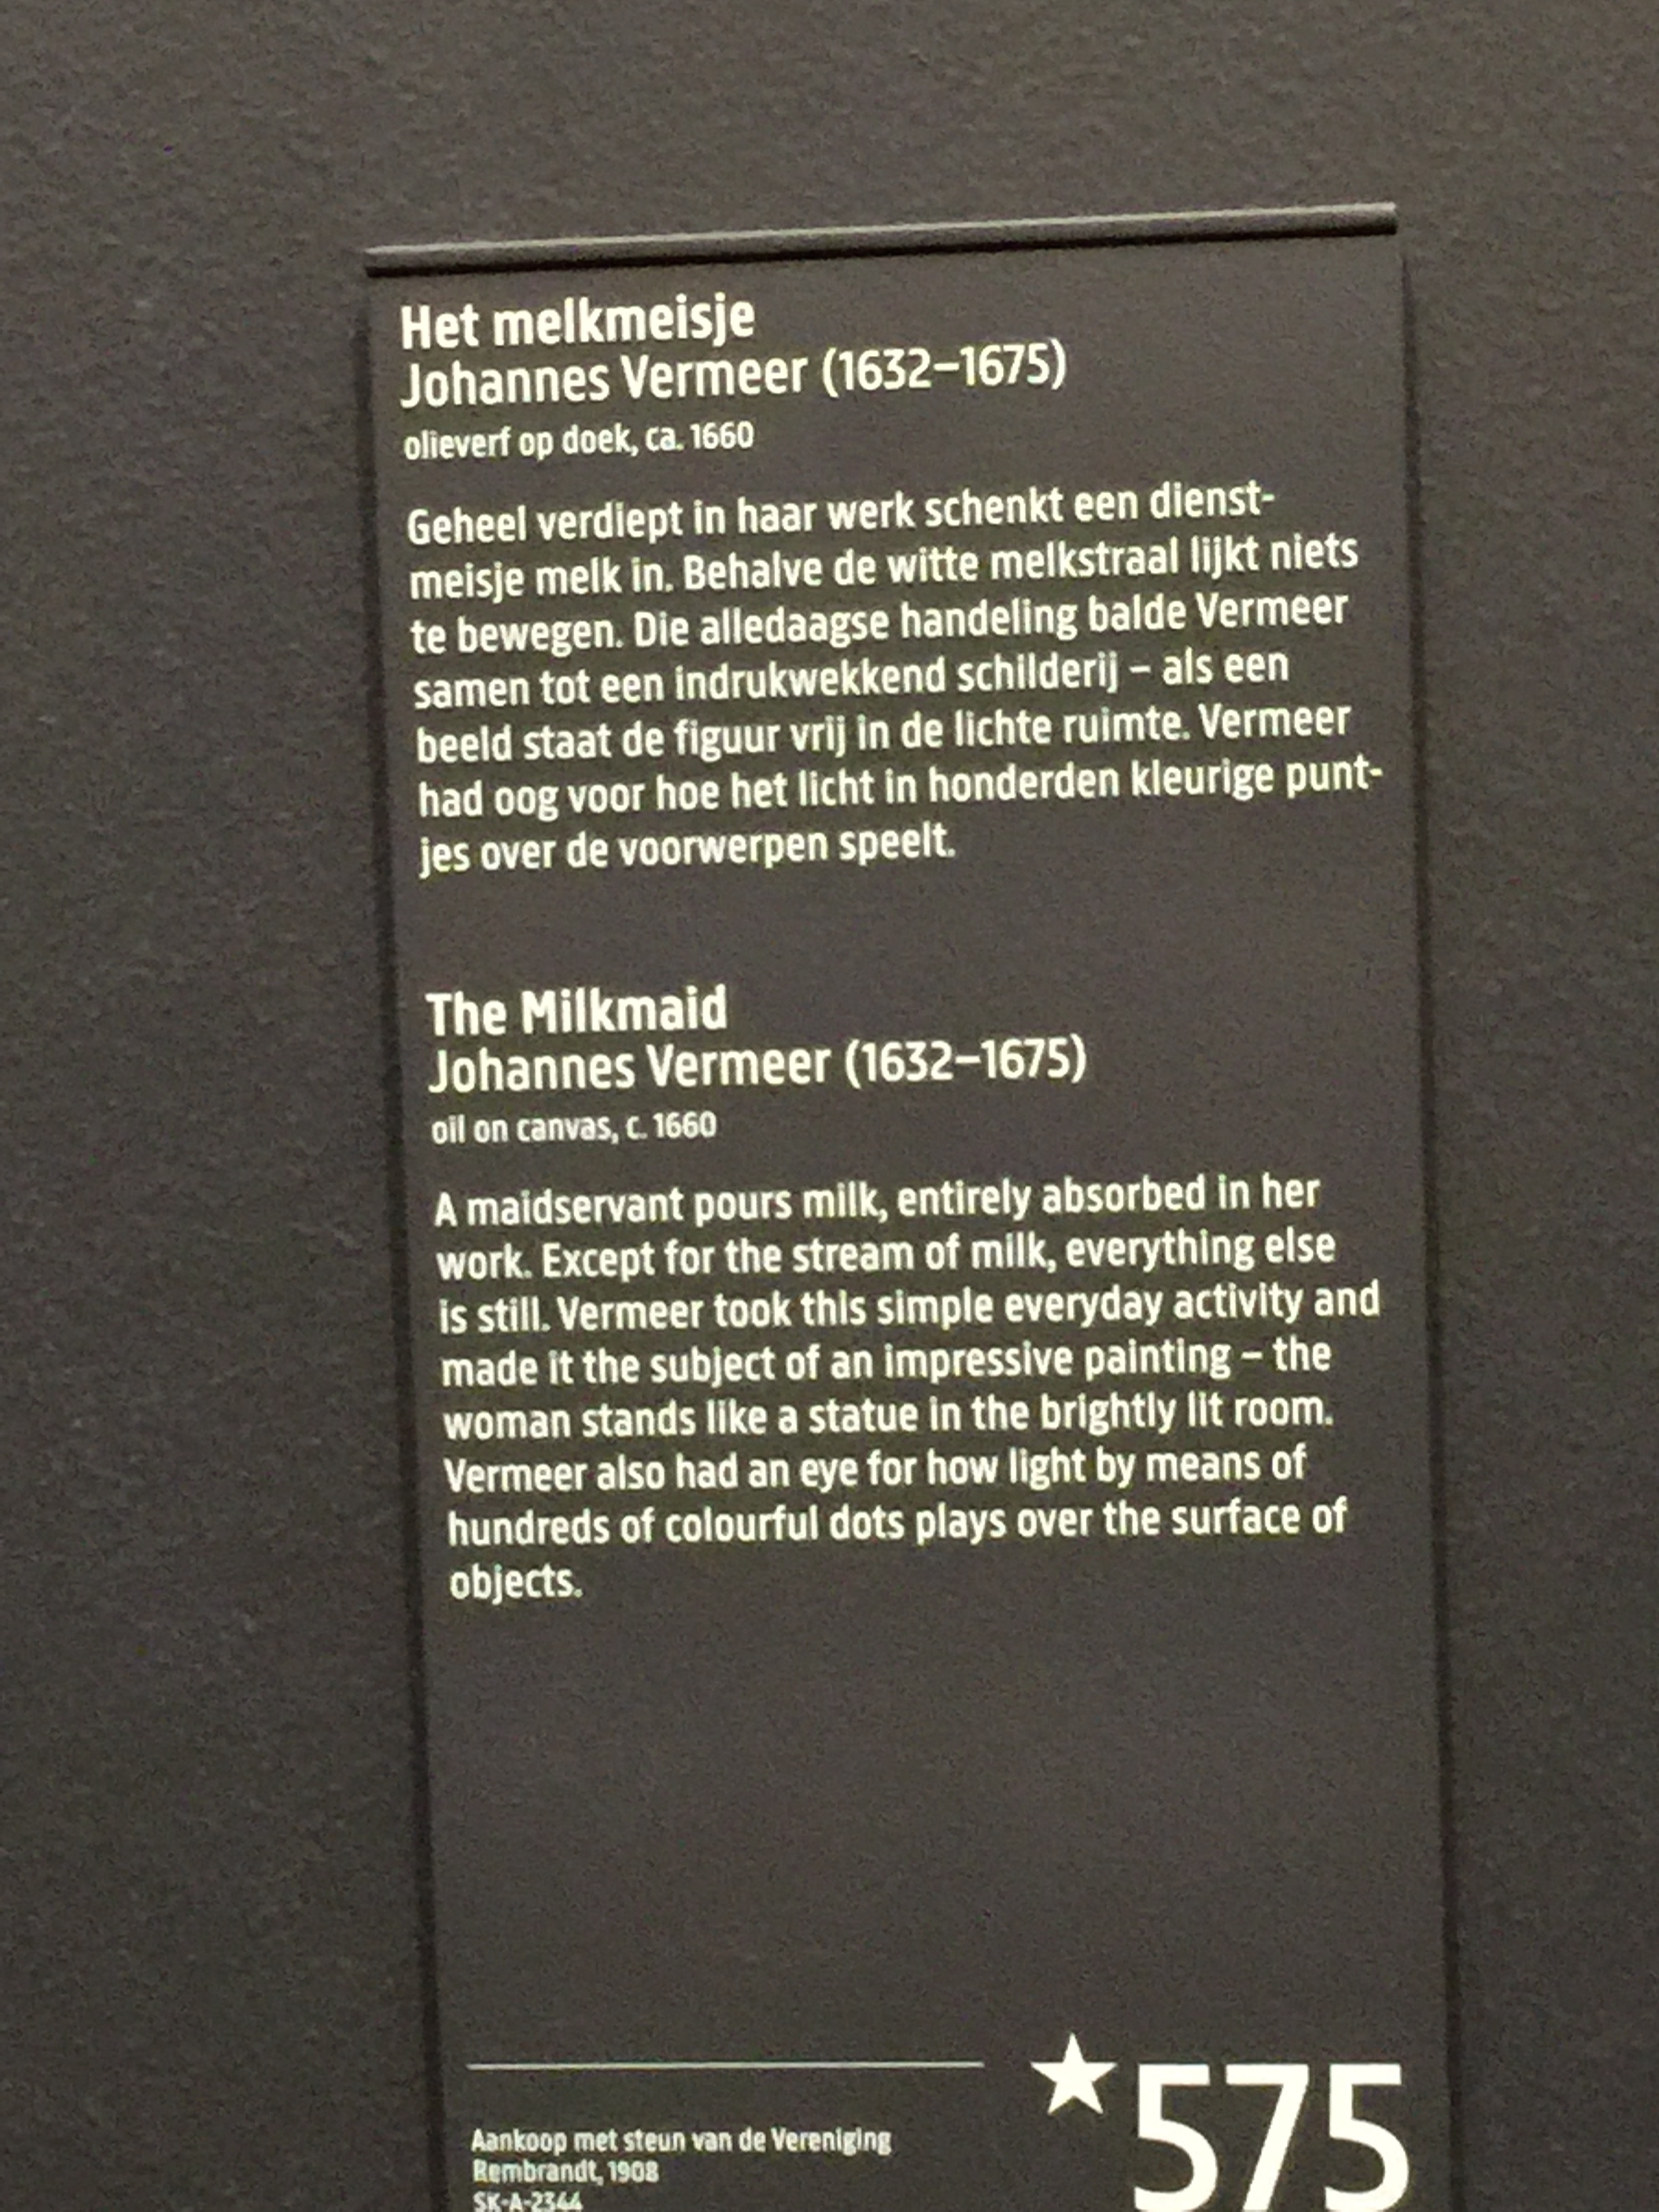 Het melkmeisje
Johannes Vermeer (1632–1675)
olieverf op doek, ca. 1660
Geheel verdiept in haar werk schenkt een dienst-
meisje melk in. Behalve de witte melkstraal lijkt niets
te bewegen. Die alledaagse handeling balde Vermeer
samen tot een indrukwekkend schilderij – als een
beeld staat de figuur vrij in de lichte ruimte. Vermeer
had oog voor hoe het licht in honderden kleurige punt-
jes over de voorwerpen speelt.
The Milkmaid
Johannes Vermeer (1632–1675)
oil on canvas, c. 1660
A maidservant pours milk, entirely absorbed in her
work. Except for the stream of milk, everything else
is still. Vermeer took this simple everyday activity and
made it the subject of an impressive painting – the
woman stands like a statue in the brightly lit room.
Vermeer also had an eye for how light by means of
hundreds of colourful dots plays over the surface of
objects.
Aankoop met steun van de Vereniging
Rembrandt, 1908
SK-A-2344
★575